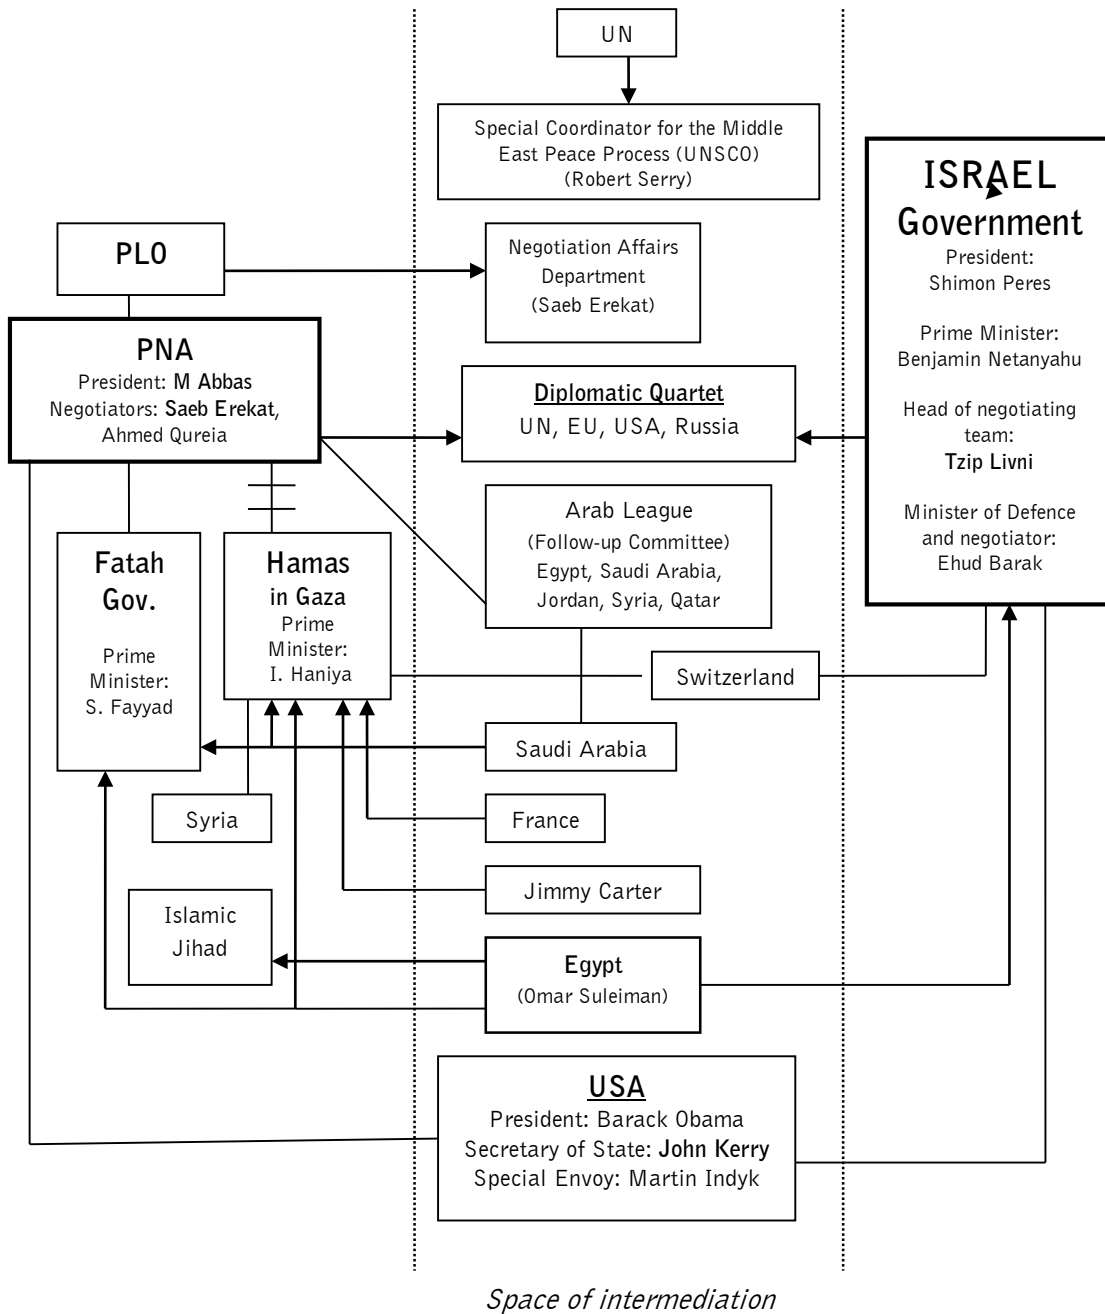 UN
Special Coordinator for the Middle
East Peace Process (UNSCO)
(Robert Serry)
ISRAEL
Government
President:
Shimon Peres
Prime Minister:
Benjamin Netanyahu
Head of negotiating
team:
Tzip Livni
Minister of Defence
and negotiator:
Ehud Barak
PLO
Negotiation Affairs
Department
(Saeb Erekat)
PNA
President: M Abbas
Negotiators: Saeb Erekat,
Ahmed Qureia
Diplomatic Quartet
UN, EU, USA, Russia
Arab League
(Follow-up Committee)
Egypt, Saudi Arabia,
Jordan, Syria, Qatar
Fatah
Gov.
Prime
Minister:
S. Fayyad
Hamas
in Gaza
Prime
Minister:
I. Haniya
Switzerland
Saudi Arabia
Syria
France
Jimmy Carter
Islamic
Jihad
Egypt
(Omar Suleiman)
USA
President: Barack Obama
Secretary of State: John Kerry
Special Envoy: Martin Indyk
Space of intermediation